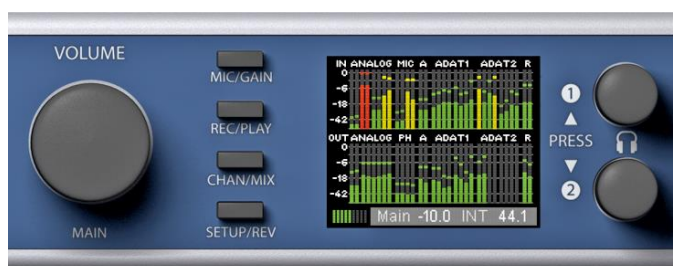 VOLUME
MAIN
MIC/GAIN
REC/PLAY
CHAN/MIX
SETUP/REV
IN ANALOG MIC A ADAT1 ADAT2 R
0
-6
-18
-42
OUT ANALOG PH A ADAT1 ADAT2 R
0
-6
-18
-42
Main -10.0 INT 44.1
1
PRESS
2